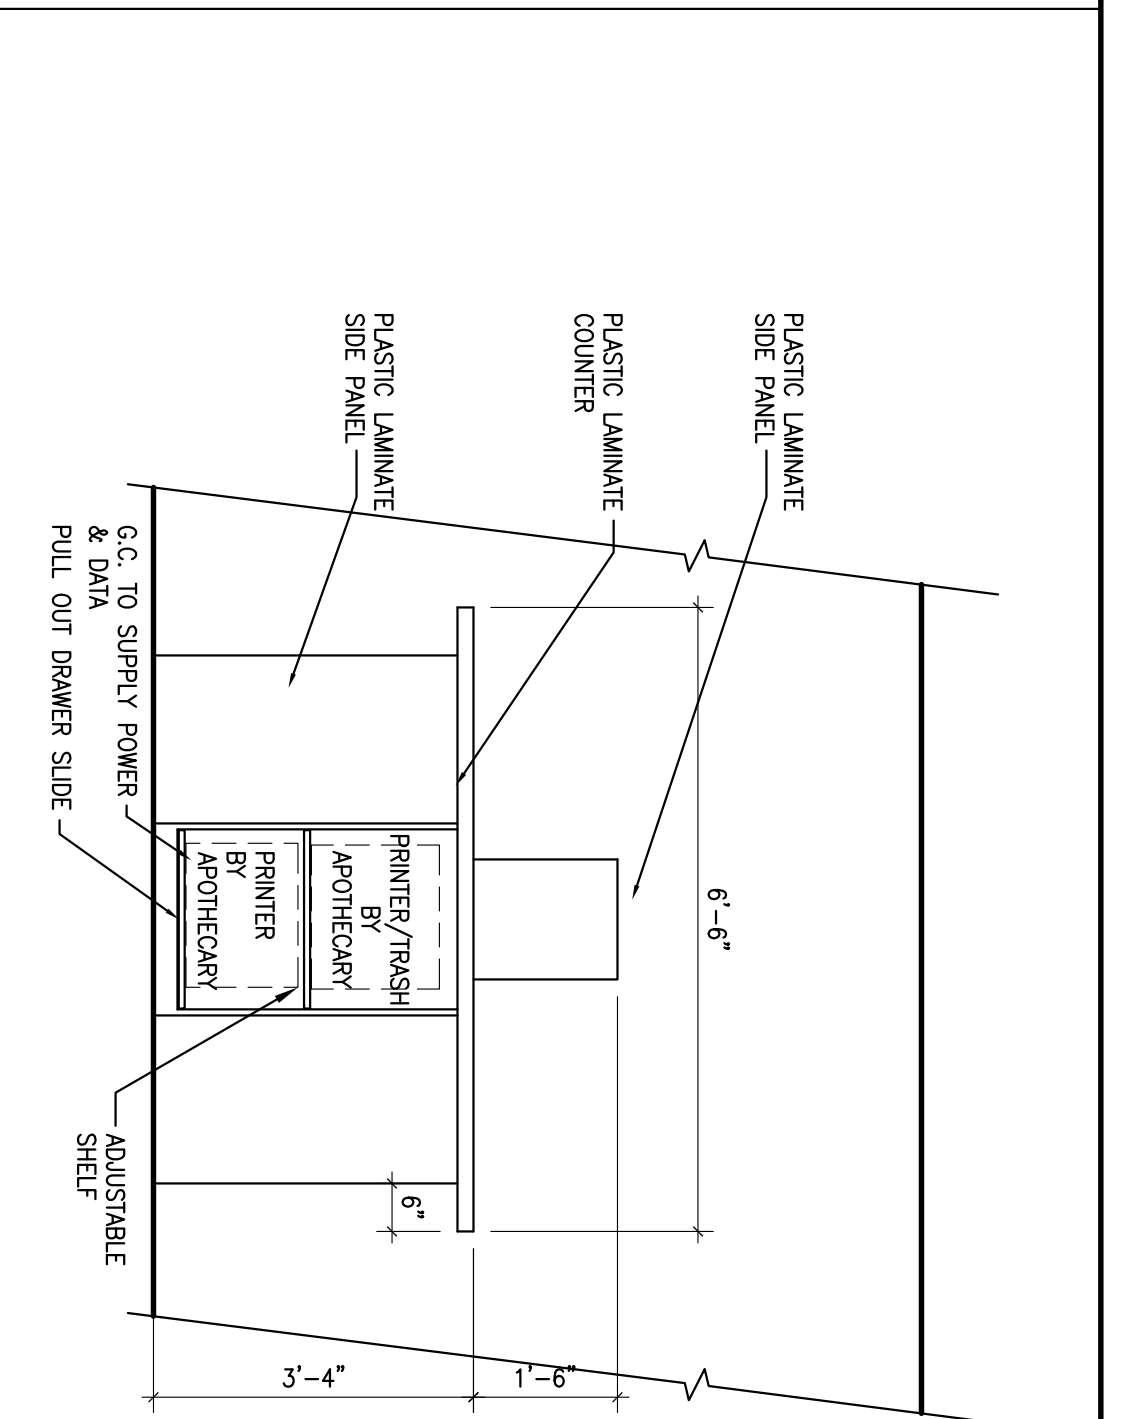 PLASTIC LAMINATE
SIDE PANEL
PLASTIC LAMINATE
COUNTER
PLASTIC LAMINATE
SIDE PANEL
6'-6"
1'-6"
3'-4"
6"
PRINTER/TRASH
BY
APOTHECARY
PRINTER
BY
APOTHECARY
G.C. TO SUPPLY POWER
& DATA
PULL OUT DRAWER SLIDE
ADJUSTABLE
SHELF